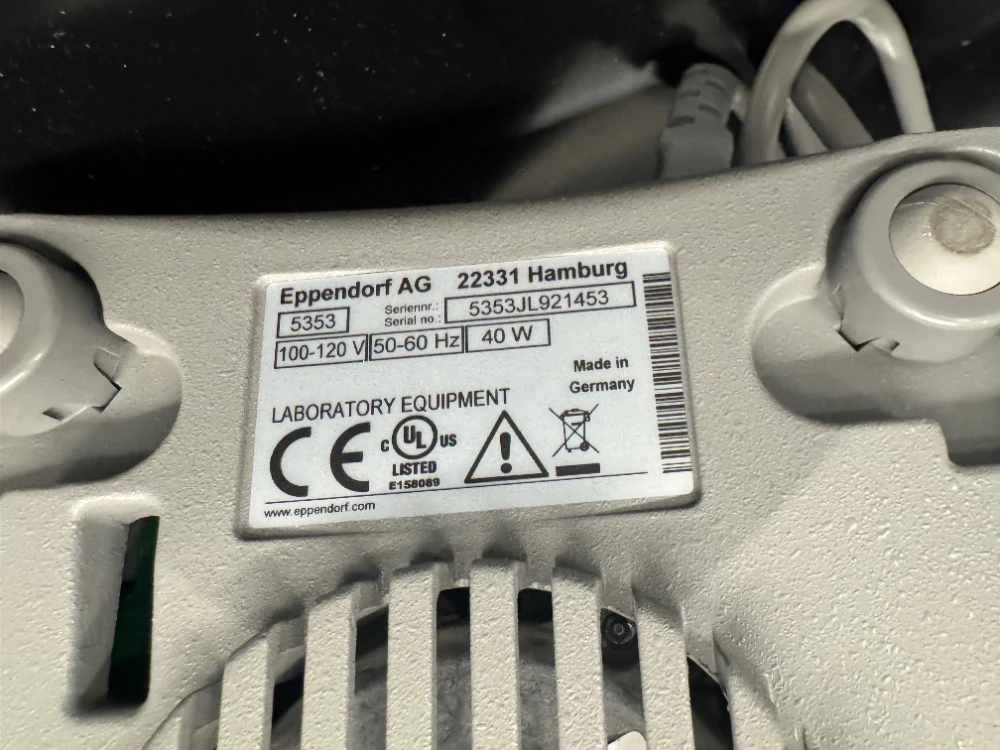 Eppendorf AG 22331 Hamburg
5353 Seriennr.: Serial no.: 5353JL921453
100-120 V 50-60 Hz 40 W
Made in
Germany
LABORATORY EQUIPMENT
CE C UL US
LISTED
E158089
www.eppendorf.com